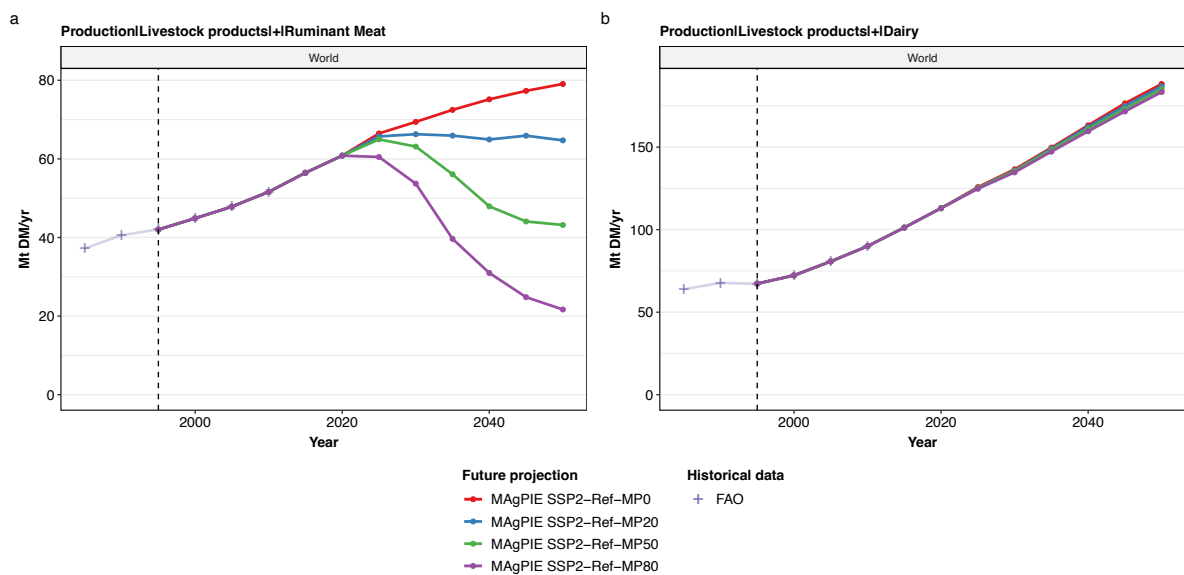 a
Production|Livestock products|+|Ruminant Meat
World
80
60
40
20
0
Mt DM/yr
2000
2020
2040
Year
b
Production|Livestock products|+|Dairy
World
150
100
50
0
Mt DM/yr
2000
2020
2040
Year
Future projection
MAgPIE SSP2−Ref−MP0
MAgPIE SSP2−Ref−MP20
MAgPIE SSP2−Ref−MP50
MAgPIE SSP2−Ref−MP80
Historical data
FAO